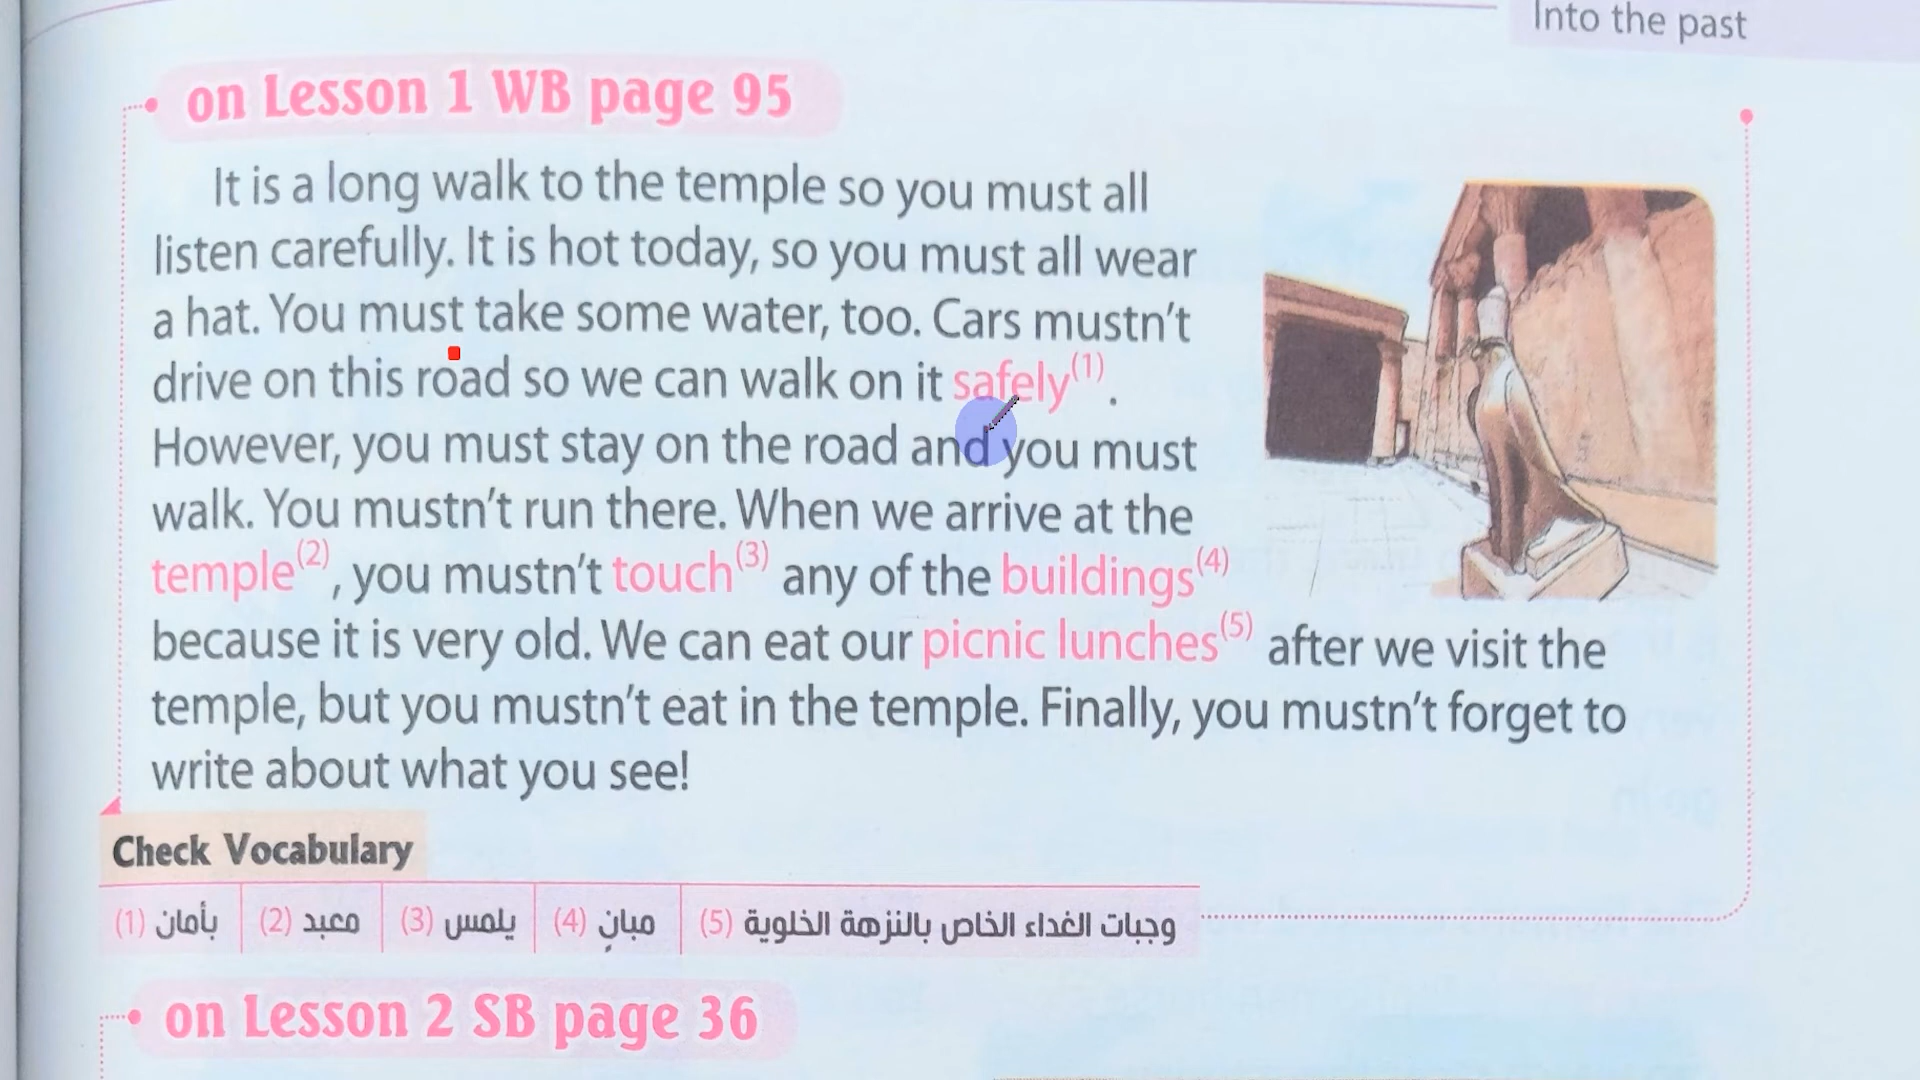 Into the past
on Lesson 1 WB page 95
It is a long walk to the temple so you must all
listen carefully. It is hot today, so you must all wear
a hat. You must take some water, too. Cars mustn't
drive on this road so we can walk on it safely(1).
However, you must stay on the road and you must
walk. You mustn't run there. When we arrive at the
temple(2), you mustn't touch(3) any of the buildings(4)
because it is very old. We can eat our picnic lunches(5) after we visit the
temple, but you mustn't eat in the temple. Finally, you mustn't forget to
write about what you see!
Check Vocabulary
(1) بأمان (2) معبد (3) يلمس (4) مبانٍ (5) وجبات الغداء الخاص بالنزهة الخلوية
on Lesson 2 SB page 36